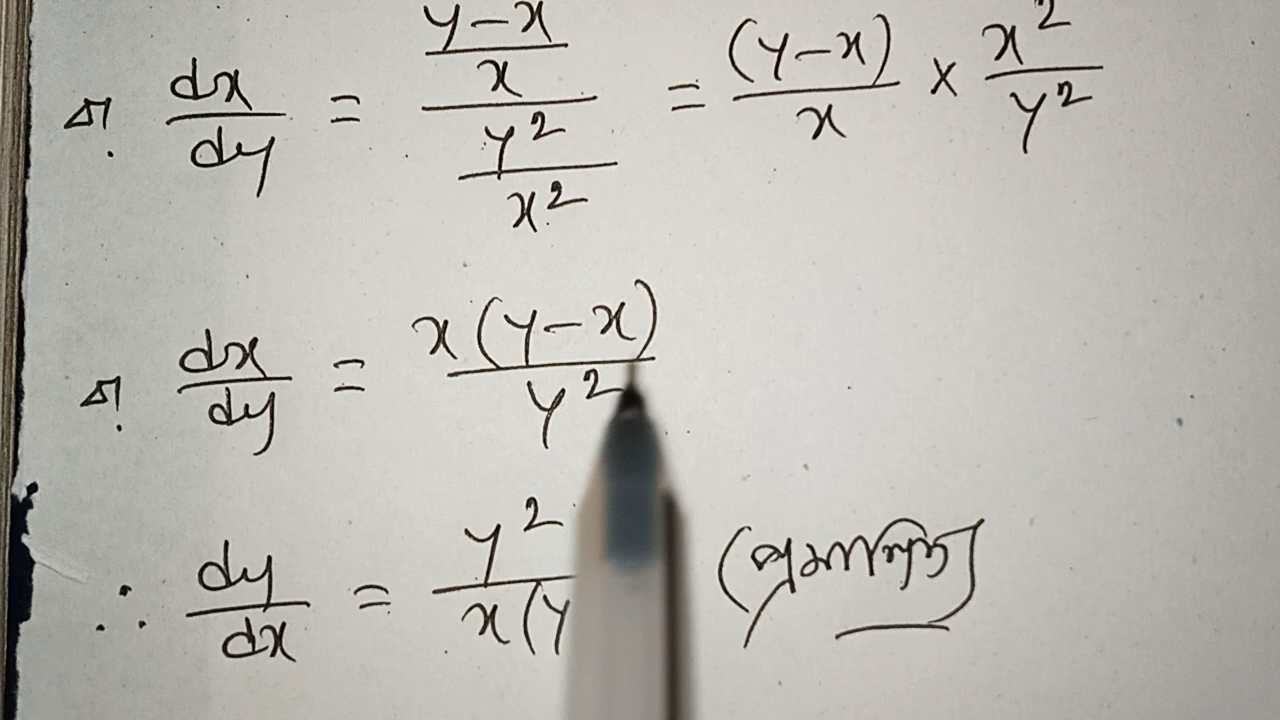 বা, dx/dy = ((y-x)/x)/(y²/x²) = (y-x)/x × x²/y²
বা, dx/dy = x(y-x)/y²
∴ dy/dx = y²/x(y (প্রমাণিত)